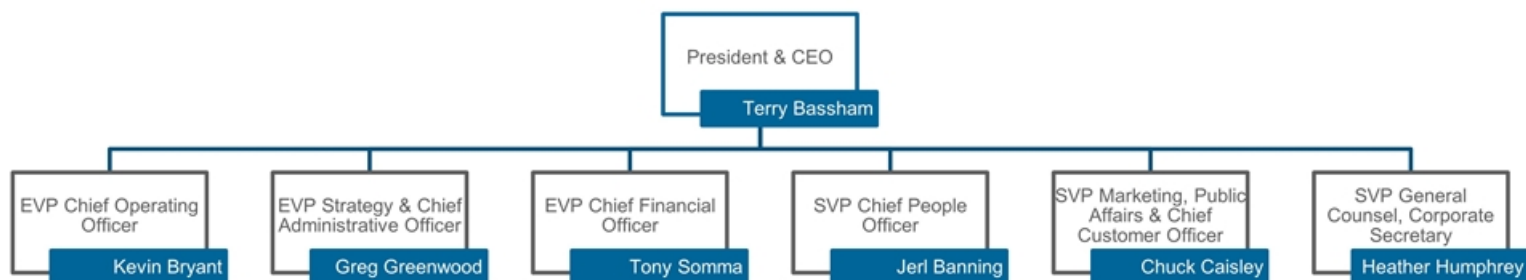 President & CEO
Terry Bassham
EVP Chief Operating
Officer
Kevin Bryant
EVP Strategy & Chief
Administrative Officer
Greg Greenwood
EVP Chief Financial
Officer
Tony Somma
SVP Chief People
Officer
Jerl Banning
SVP Marketing, Public
Affairs & Chief
Customer Officer
Chuck Caisley
SVP General
Counsel, Corporate
Secretary
Heather Humphrey